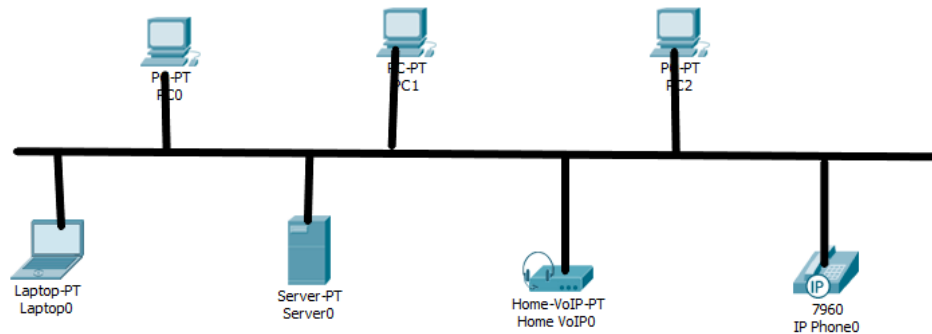 PC-PT
PC0
PC-PT
PC1
PC-PT
PC2
Laptop-PT
Laptop0
Server-PT
Server0
Home-VoIP-PT
Home VoIP0
IP
7960
IP Phone0